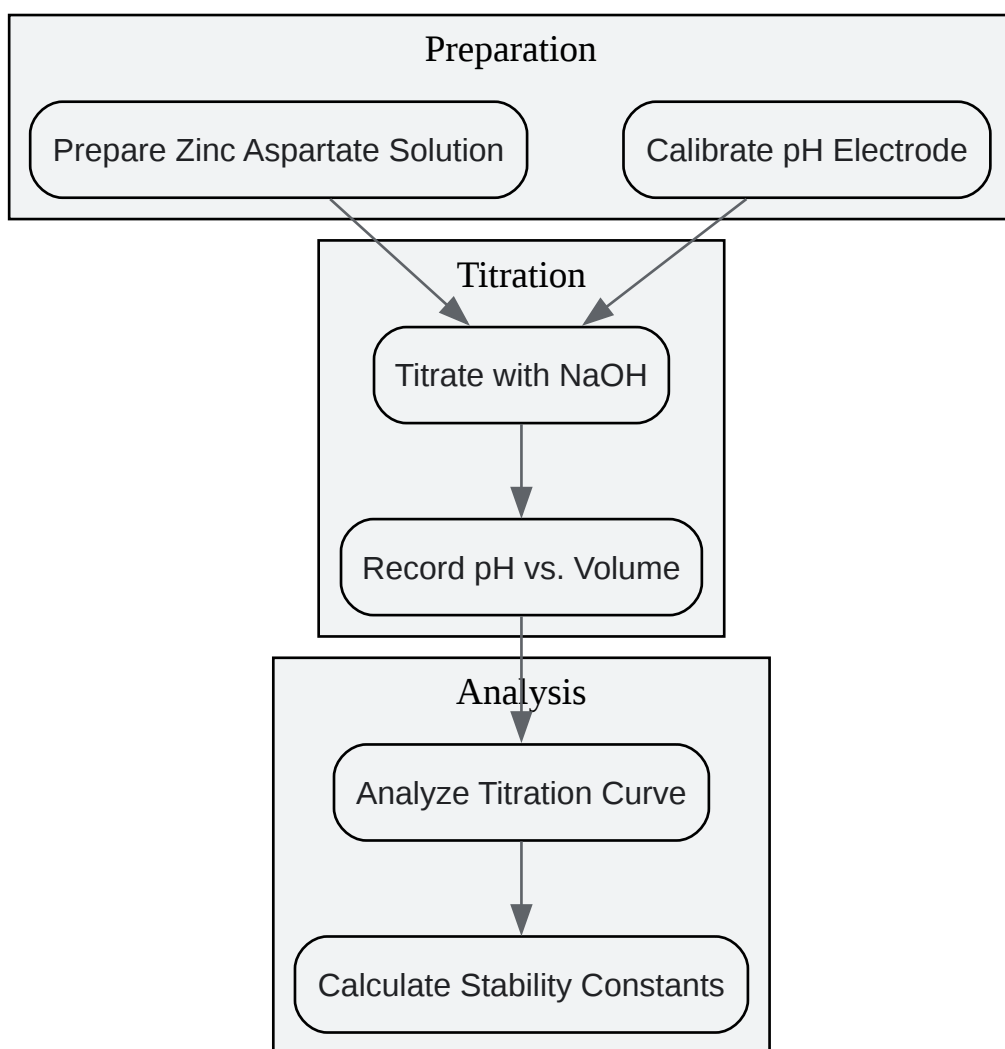 Preparation
Prepare Zinc Aspartate Solution
Calibrate pH Electrode
Titration
Titrate with NaOH
Record pH vs. Volume
Analysis
Analyze Titration Curve
Calculate Stability Constants